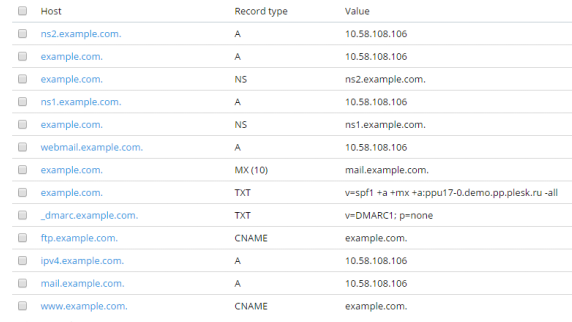 Host Record type Value
ns2.example.com. A 10.58.108.106
example.com. A 10.58.108.106
example.com. NS ns2.example.com.
ns1.example.com. A 10.58.108.106
example.com. NS ns1.example.com.
webmail.example.com. A 10.58.108.106
example.com. MX (10) mail.example.com.
example.com. TXT v=spf1 +a +mx +a:ppu17-0.demo.pp.plesk.ru -all
_dmarc.example.com. TXT v=DMARC1; p=none
ftp.example.com. CNAME example.com.
ipv4.example.com. A 10.58.108.106
mail.example.com. A 10.58.108.106
www.example.com. CNAME example.com.